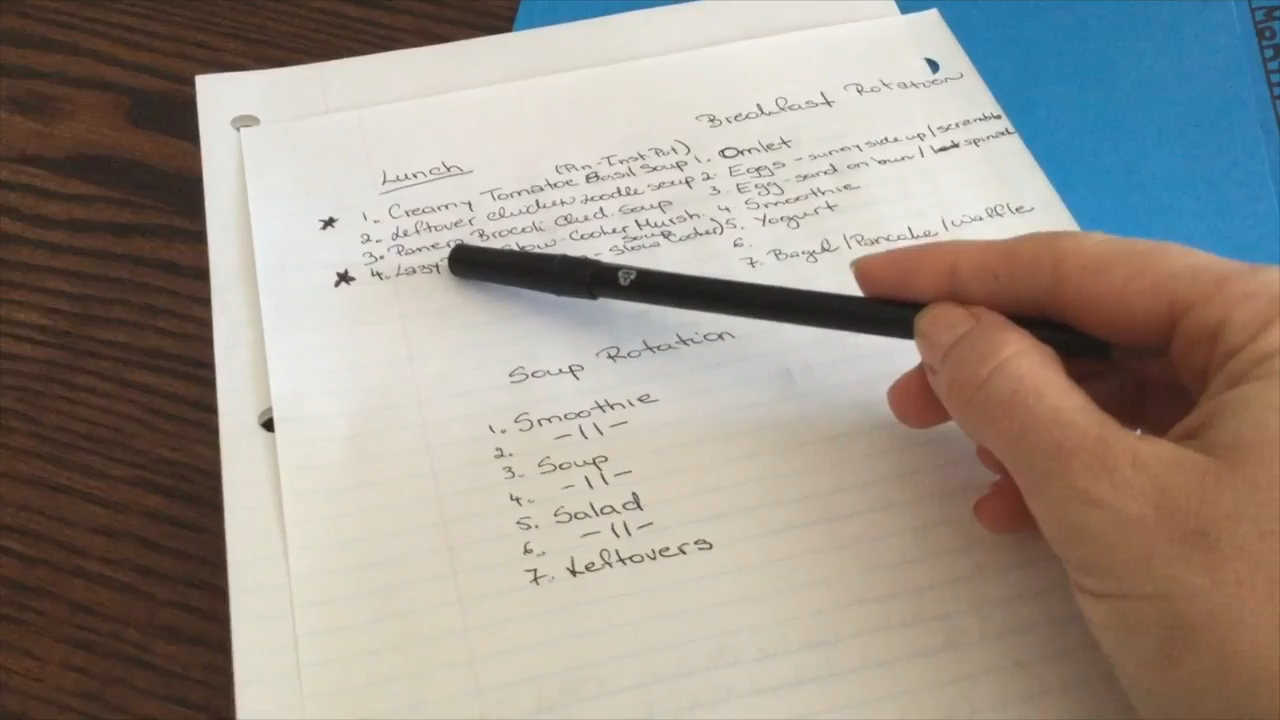 Breakfast Rotation
Lunch
(Pin-Inst.Pot)
1. Creamy Tomatoe Basil Soup
2. Leftover chicken zoodle soup
3. Panera Brocoli Ched. Soup
4. Lazy Slow-Cooker Mursh.
Soup
- Slow Cooker)
1. Omlet
2. Eggs - sunny side up/scramble
3. Egg-sand on bun/ spinach
4 Smoothie
5. Yogurt
6.
7. Bagel/Pancake/Waffle
Soup Rotation
1. Smoothie
2. -11-
3. Soup
4. -11-
5. Salad
6. -11-
7. Leftovers